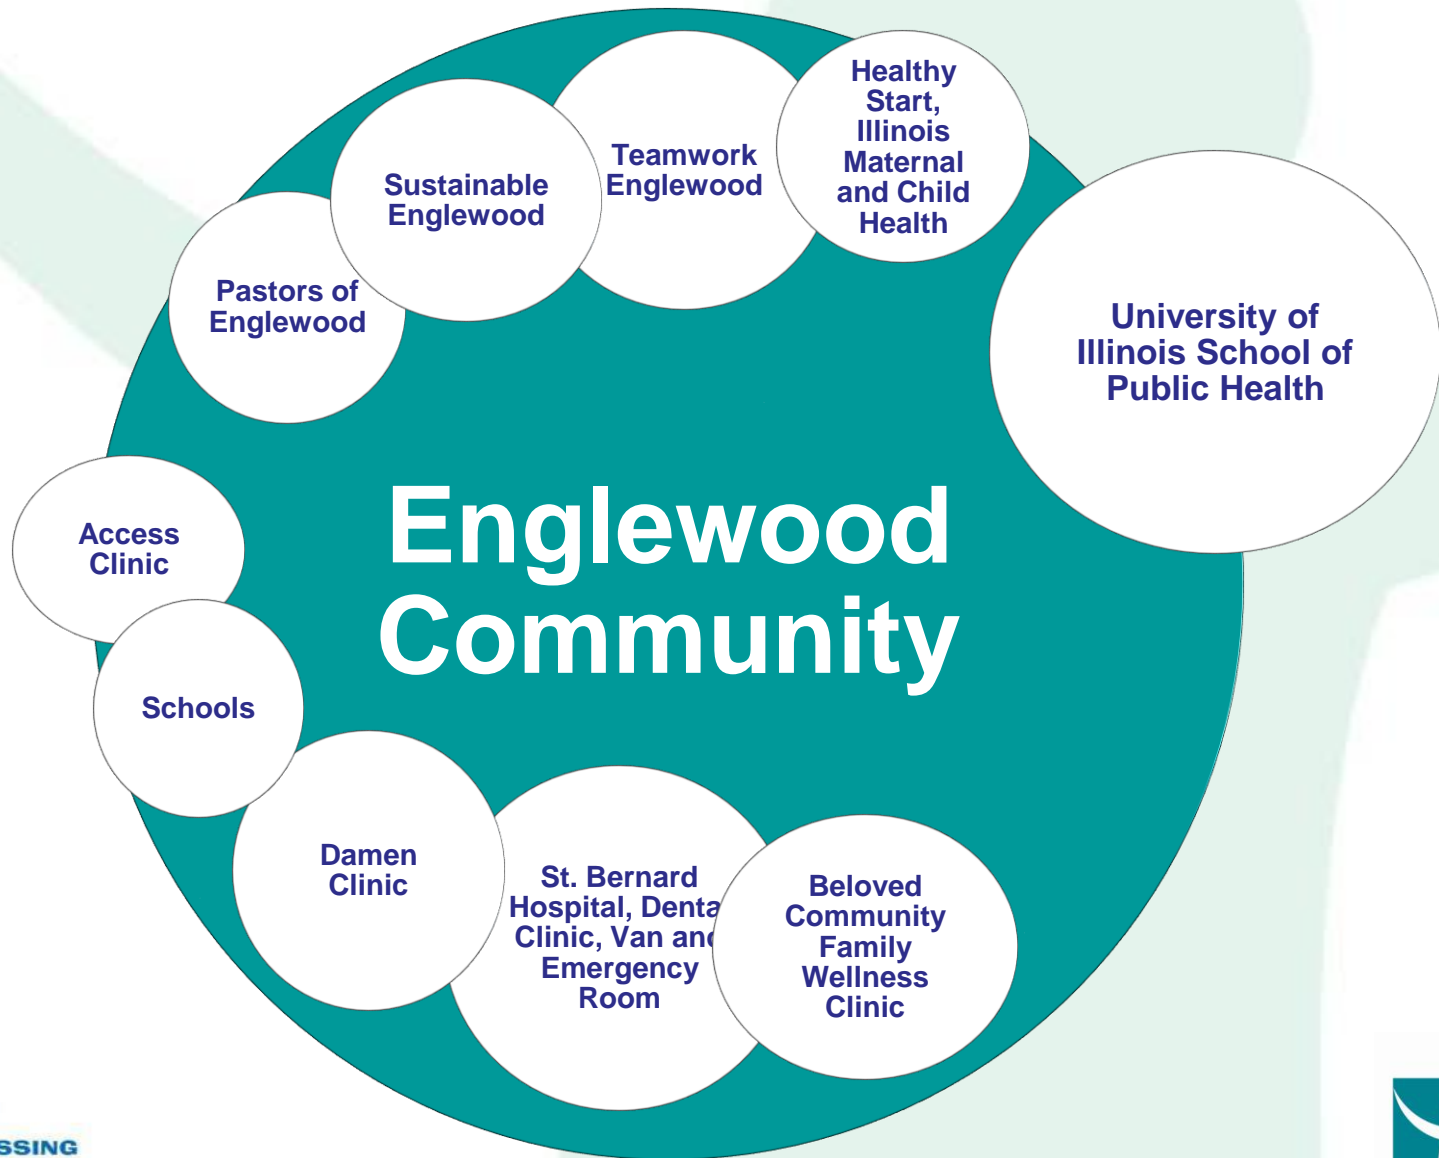 Healthy
Start,
Illinois
Maternal
and Child
Health
Teamwork
Englewood
Sustainable
Englewood
Pastors of
Englewood
University of
Illinois School of
Public Health
Englewood
Community
Access
Clinic
Schools
Damen
Clinic
St. Bernard
Hospital, Denta
Clinic, Van and
Emergency
Room
Beloved
Community
Family
Wellness
Clinic
SSING